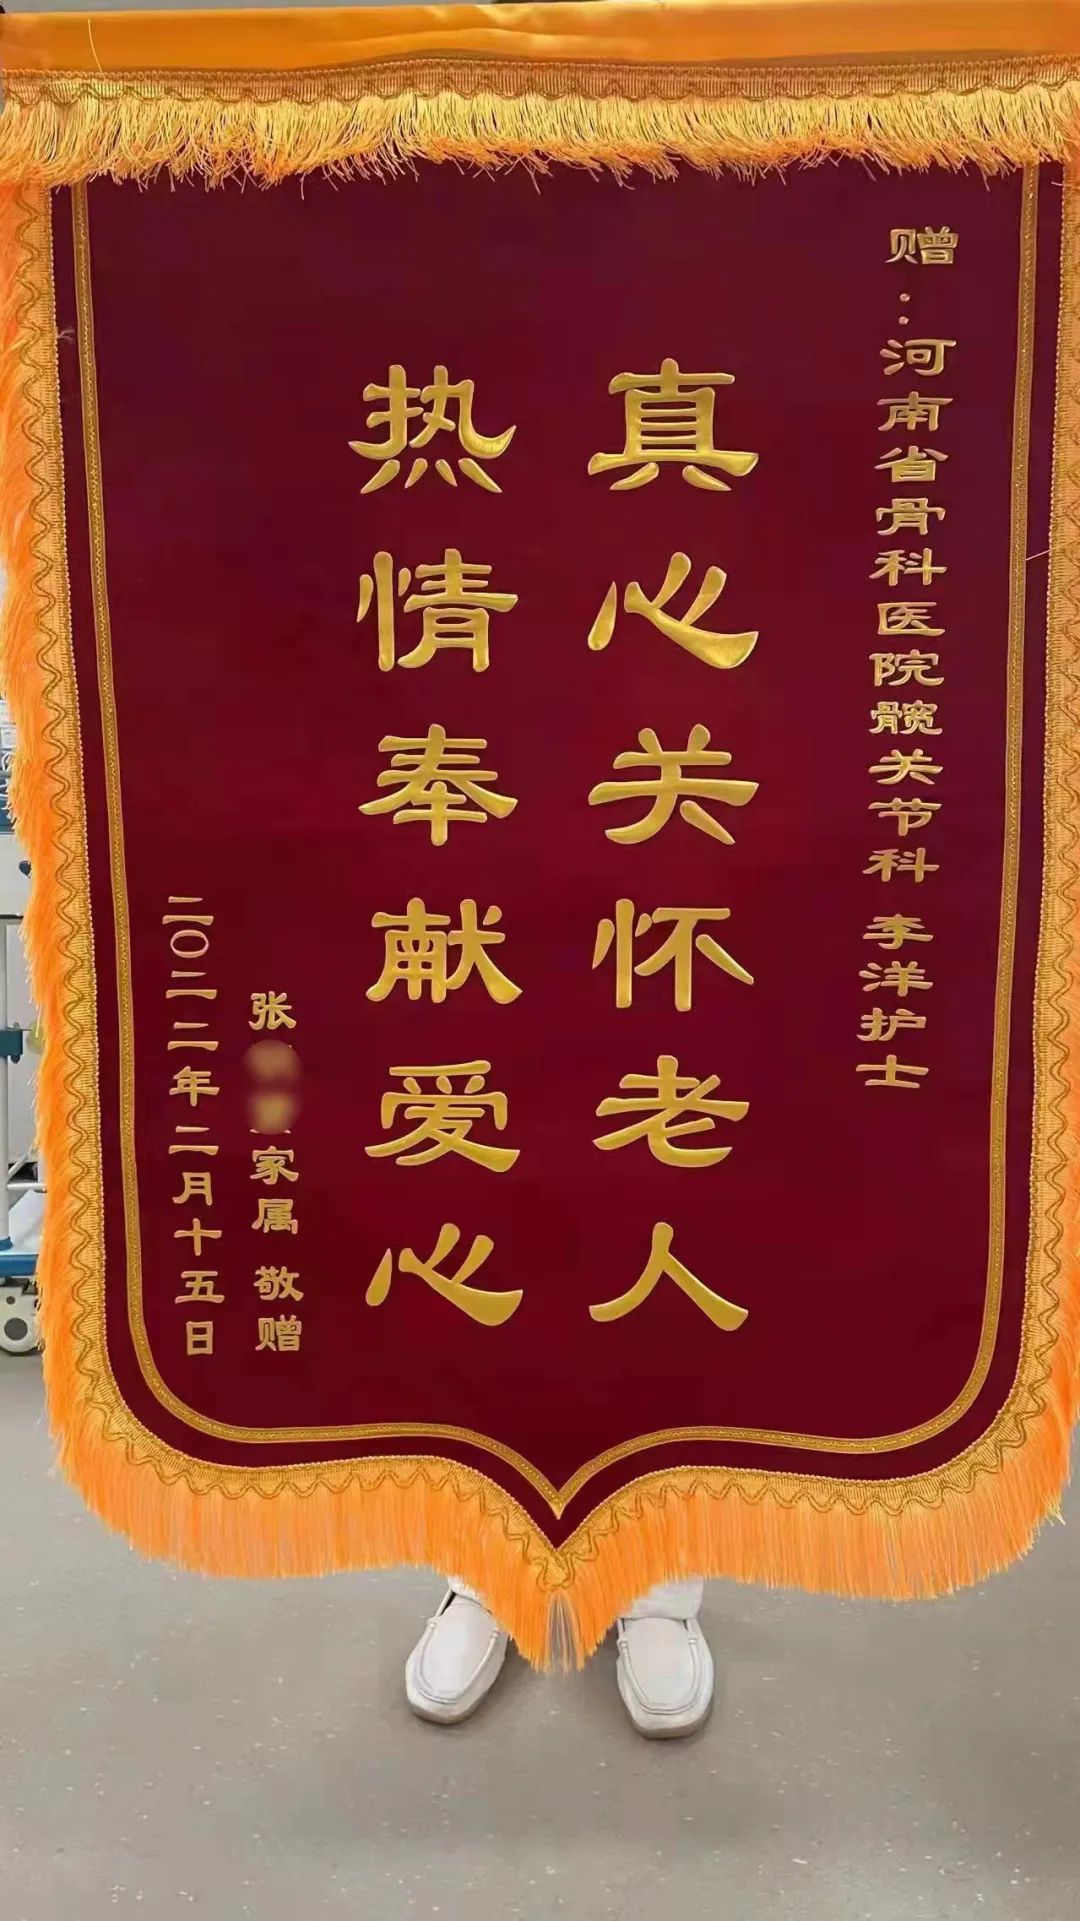 赠：河南省骨科医院髋关节科 李洋护士
真心关怀老人
热情奉献爱心
张家属 敬赠
二〇二二年二月十五日